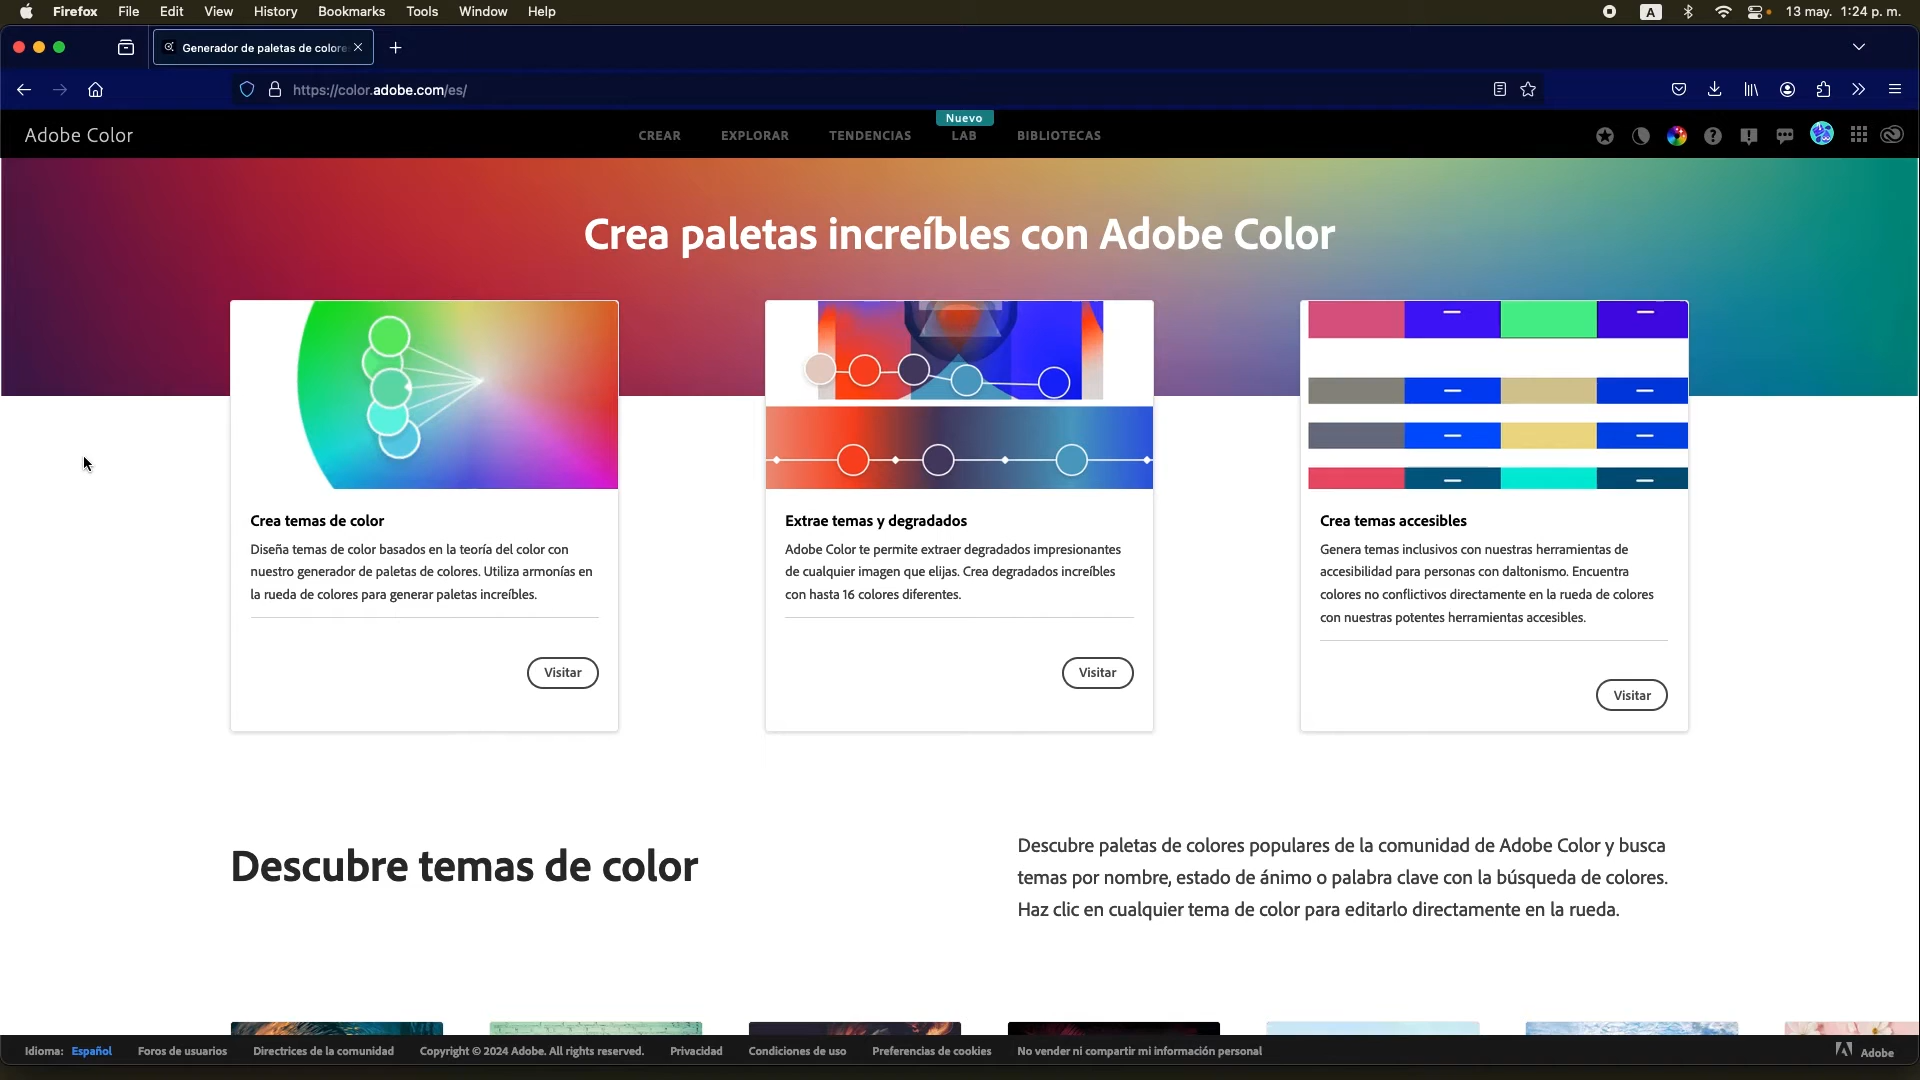 Firefox File Edit View History Bookmarks Tools Window Help
A 13 may. 1:24 p. m.
Generador de paletas de colore
https://color.adobe.com/es/
Nuevo
Adobe Color CREAR EXPLORAR TENDENCIAS LAB BIBLIOTECAS
Crea paletas increíbles con Adobe Color
Crea temas de color
Diseña temas de color basados en la teoría del color con
nuestro generador de paletas de colores. Utiliza armonías en
la rueda de colores para generar paletas increíbles.
Visitar
Extrae temas y degradados
Adobe Color te permite extraer degradados impresionantes
de cualquier imagen que elijas. Crea degradados increíbles
con hasta 16 colores diferentes.
Visitar
Crea temas accesibles
Genera temas inclusivos con nuestras herramientas de
accesibilidad para personas con daltonismo. Encuentra
colores no conflictivos directamente en la rueda de colores
con nuestras potentes herramientas accesibles.
Visitar
Descubre temas de color
Descubre paletas de colores populares de la comunidad de Adobe Color y busca
temas por nombre, estado de ánimo o palabra clave con la búsqueda de colores.
Haz clic en cualquier tema de color para editarlo directamente en la rueda.
Idioma: Español Foros de usuarios Directrices de la comunidad Copyright © 2024 Adobe. All rights reserved. Privacidad Condiciones de uso Preferencias de cookies No vender ni compartir mi información personal Adobe